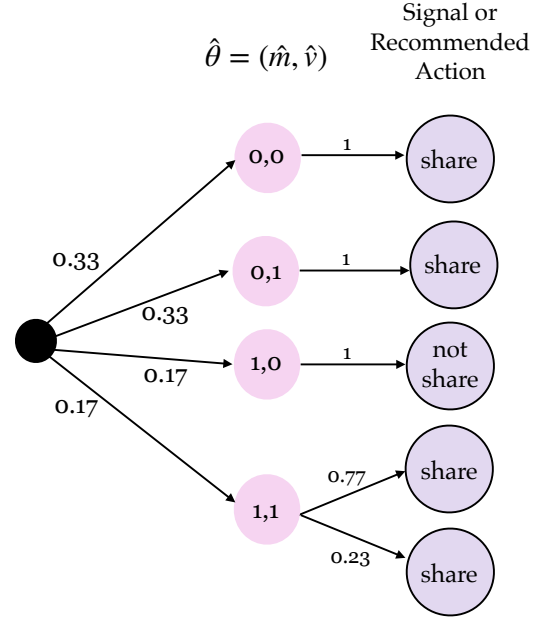 Signal or
Recommended
Action
θ̂ = (m̂, v̂)
0,0
1
share
0.33
0,1
1
share
0.33
1,0
1
not
share
0.17
0.17
1,1
0.77
share
0.23
share